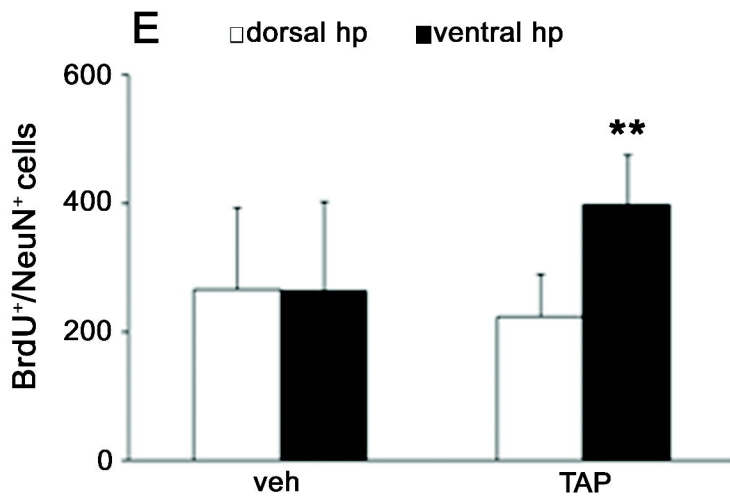 E □dorsal hp ■ventral hp
600
**
400
200
0
BrdU⁺/NeuN⁺ cells
veh TAP